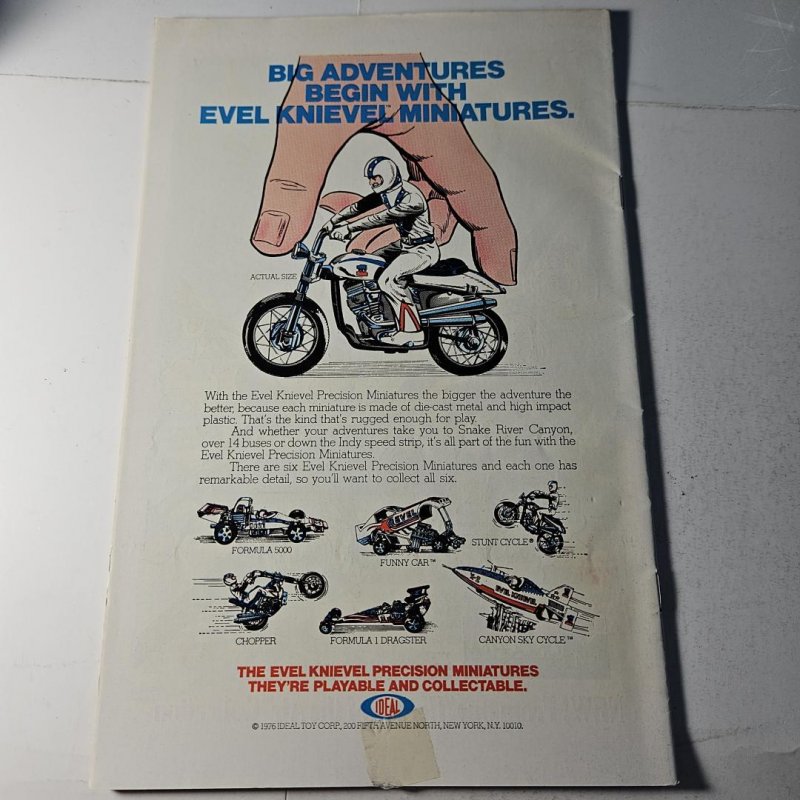 BIG ADVENTURES
BEGIN WITH
EVEL KNIEVEL MINIATURES.
ACTUAL SIZE
With the Evel Knievel Precision Miniatures the bigger the adventure the
better, because each miniature is made of die-cast metal and high impact
plastic. That's the kind that's rugged enough for play.
And whether your adventures take you to Snake River Canyon,
over 14 buses or down the Indy speed strip, it's all part of the fun with the
Evel Knievel Precision Miniatures.
There are six Evel Knievel Precision Miniatures and each one has
remarkable detail, so you'll want to collect all six.
EVEL
X-2
EVEL KNIEVEL
FORMULA 5000
FUNNY CAR™
STUNT CYCLE®
CHOPPER
FORMULA 1 DRAGSTER
CANYON SKY CYCLE™
THE EVEL KNIEVEL PRECISION MINIATURES
THEY'RE PLAYABLE AND COLLECTABLE.
IDEAL
© 1976 IDEAL TOY CORP., 200 FIFTH AVENUE NORTH, NEW YORK, N.Y. 10010.